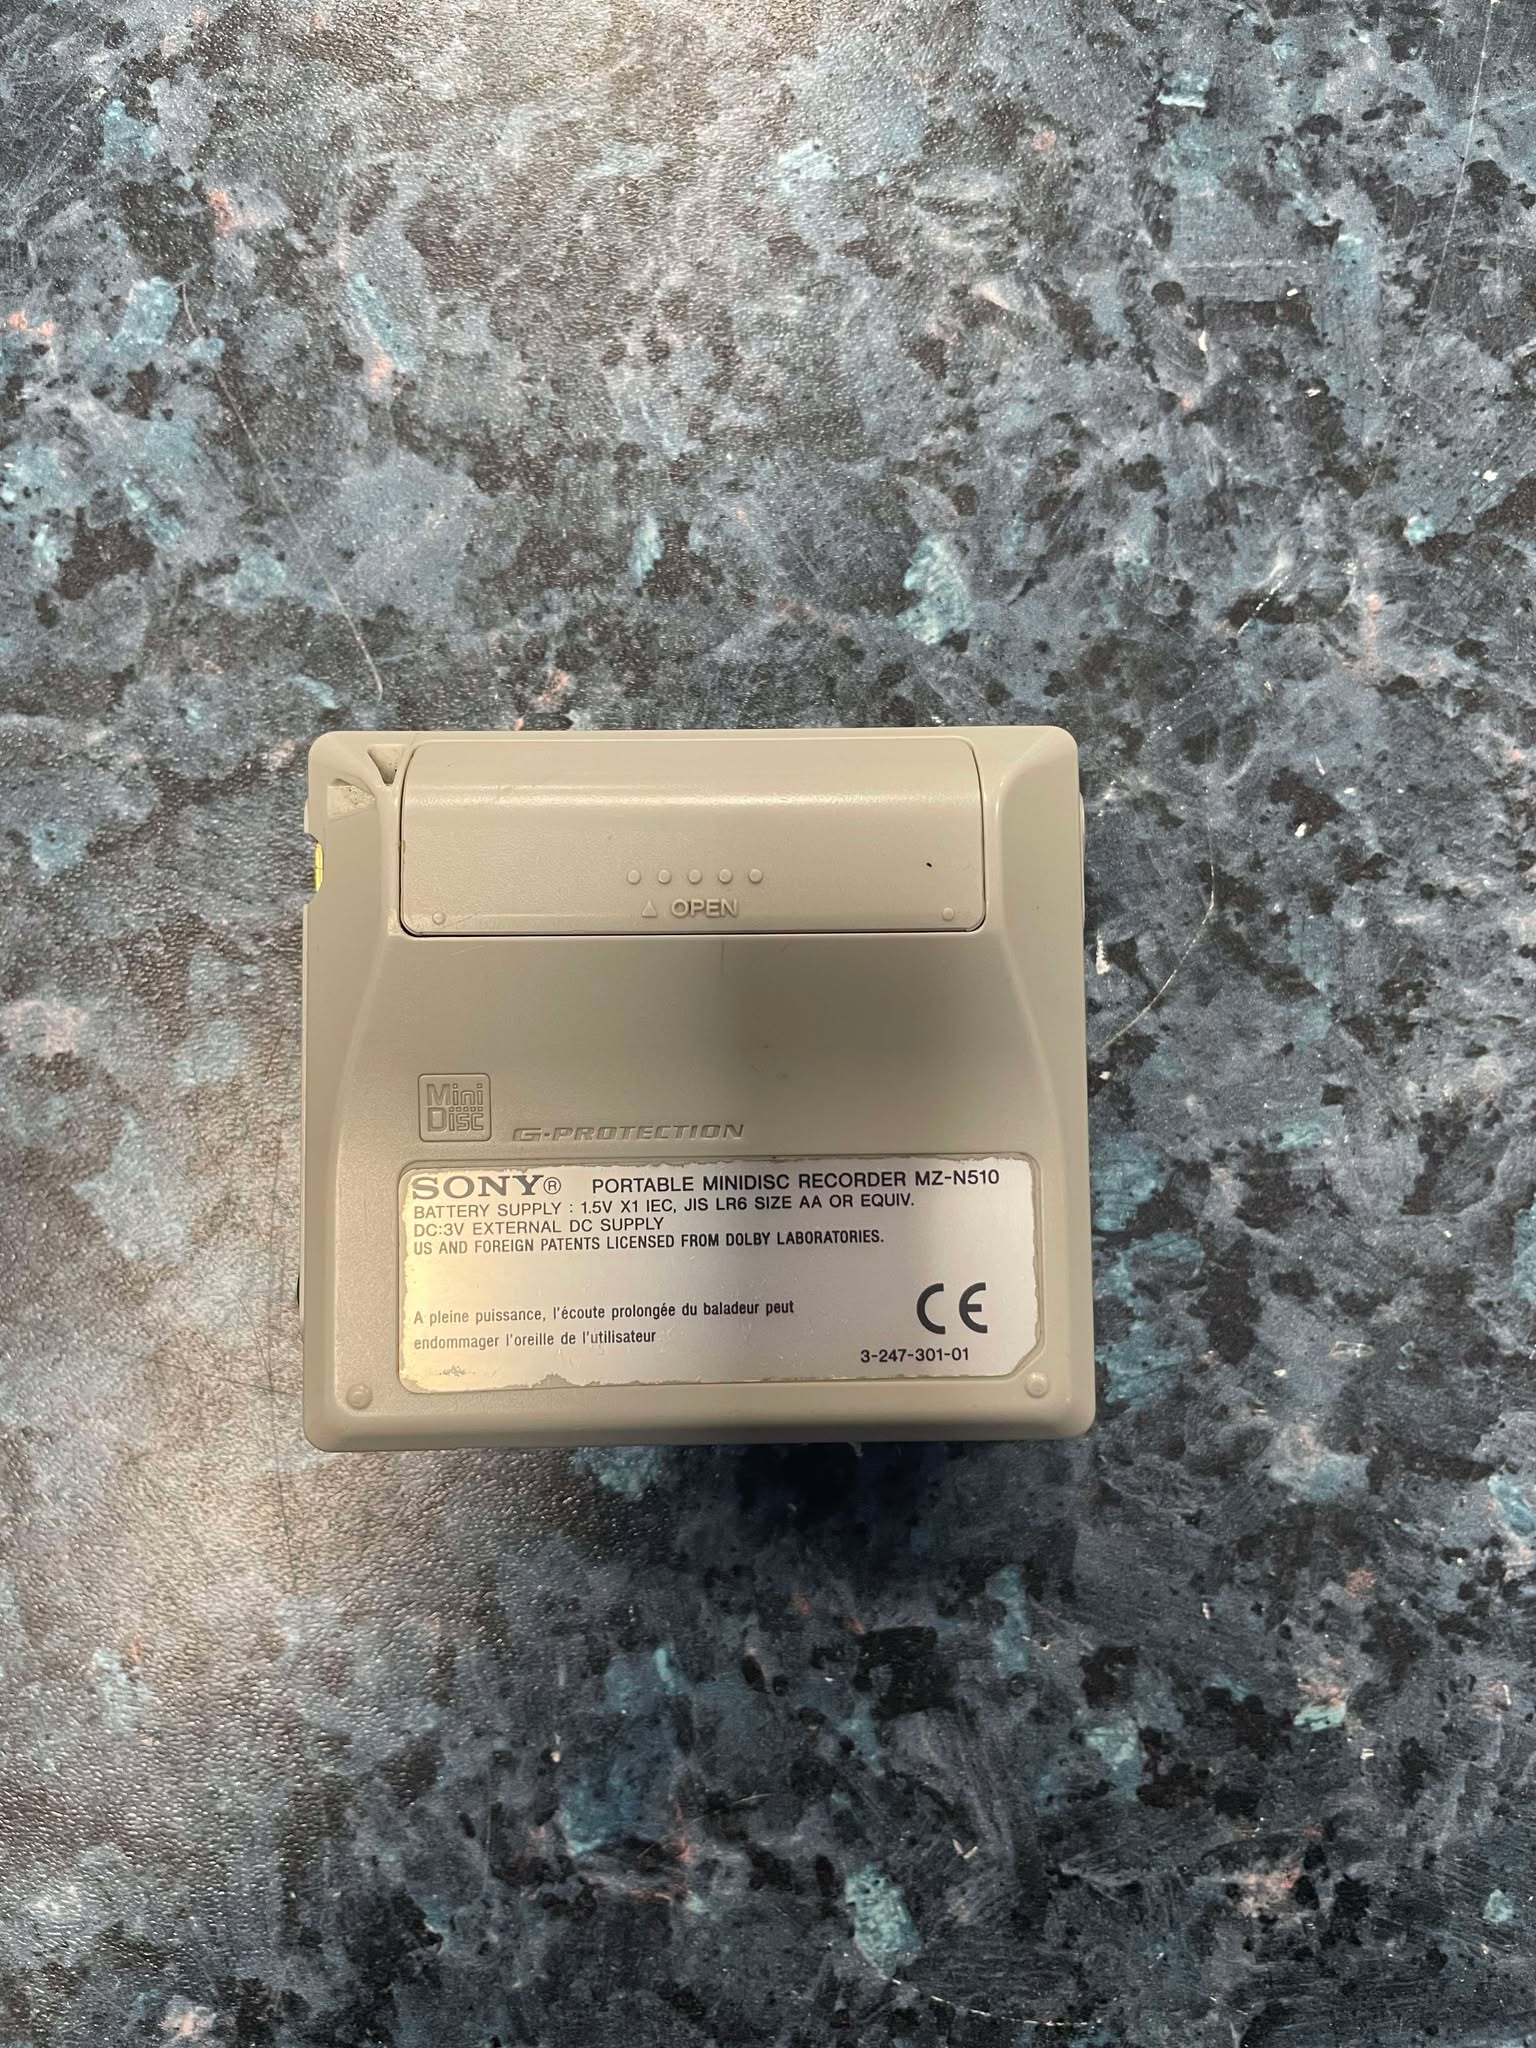 △ OPEN
Mini
Disc
G-PROTECTION
SONY® PORTABLE MINIDISC RECORDER MZ-N510
BATTERY SUPPLY : 1.5V X1 IEC, JIS LR6 SIZE AA OR EQUIV.
DC:3V EXTERNAL DC SUPPLY
US AND FOREIGN PATENTS LICENSED FROM DOLBY LABORATORIES.
A pleine puissance, l'écoute prolongée du baladeur peut
endommager l'oreille de l'utilisateur
CE
3-247-301-01